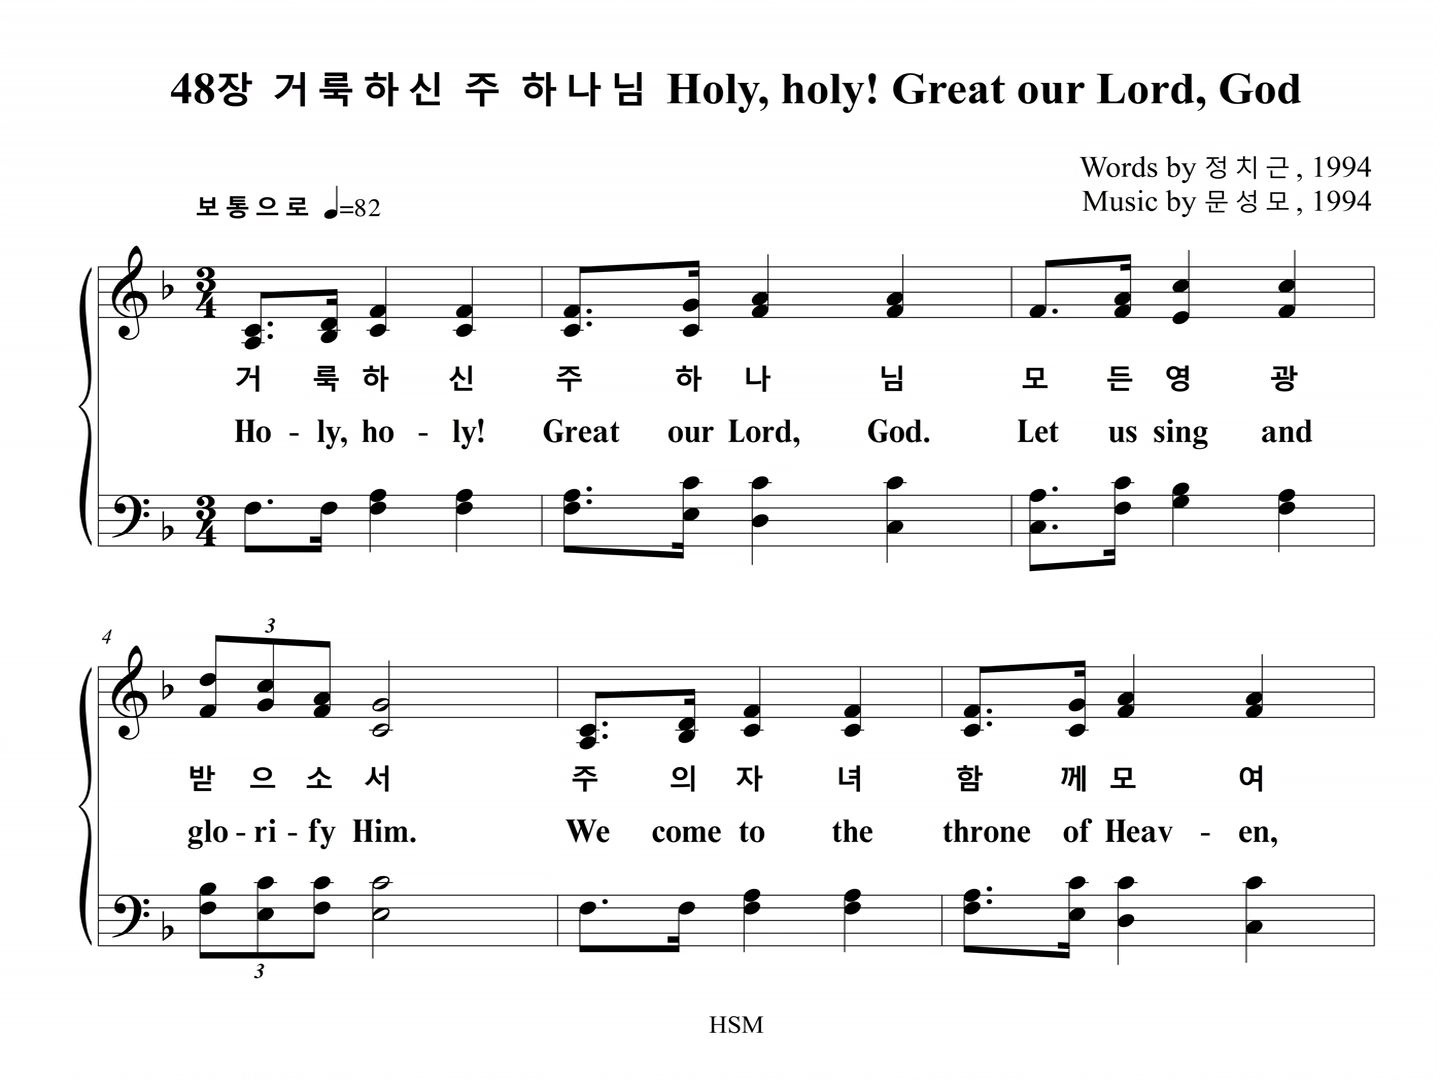 48장 거룩하신 주 하나님 Holy, holy! Great our Lord, God
Words by 정치근, 1994
Music by 문성모, 1994
보통으로 ♩=82
3
4
거 룩 하 신 주 하 나 님 모 든 영 광
Ho - ly, ho - ly! Great our Lord, God. Let us sing and
3
4
4
3
받 으 소 서 주 의 자 녀 함 께 모 여
glo - ri - fy Him. We come to the throne of Heav - en,
3
HSM